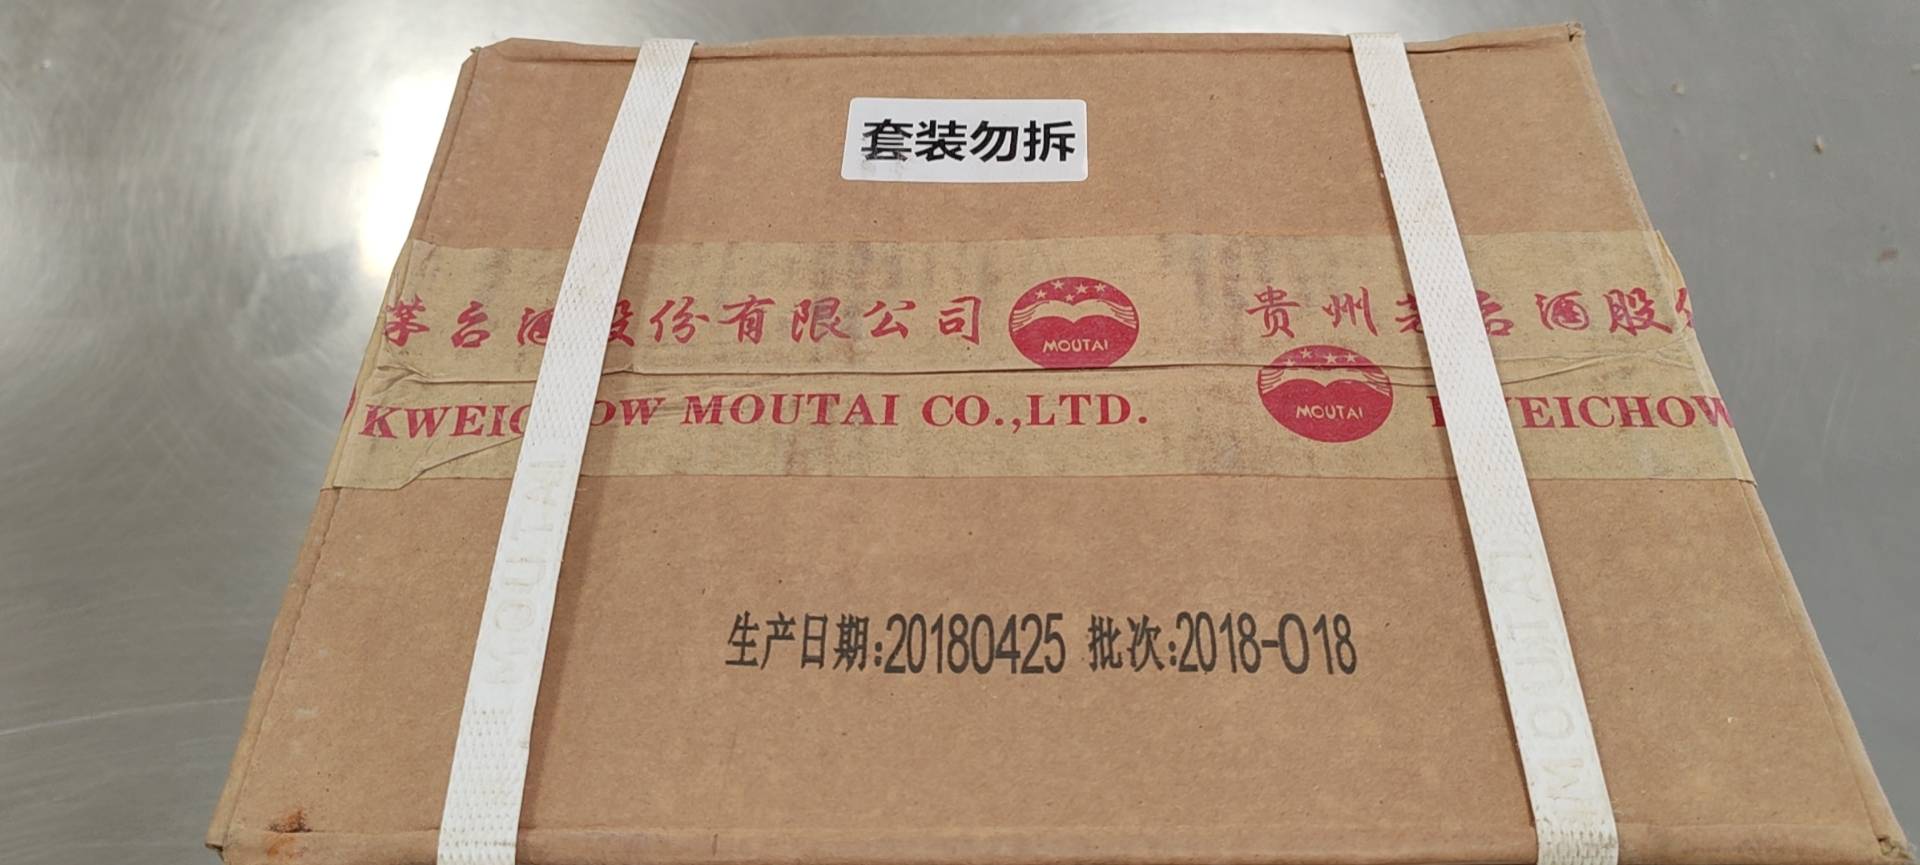 套装勿拆
茅台酒股份有限公司 MOUTAI 贵州茅台酒股份
KWEICHOW MOUTAI CO.,LTD. MOUTAI KWEICHOW
MOUTAI
MOUTAI
生产日期:20180425 批次:2018-018